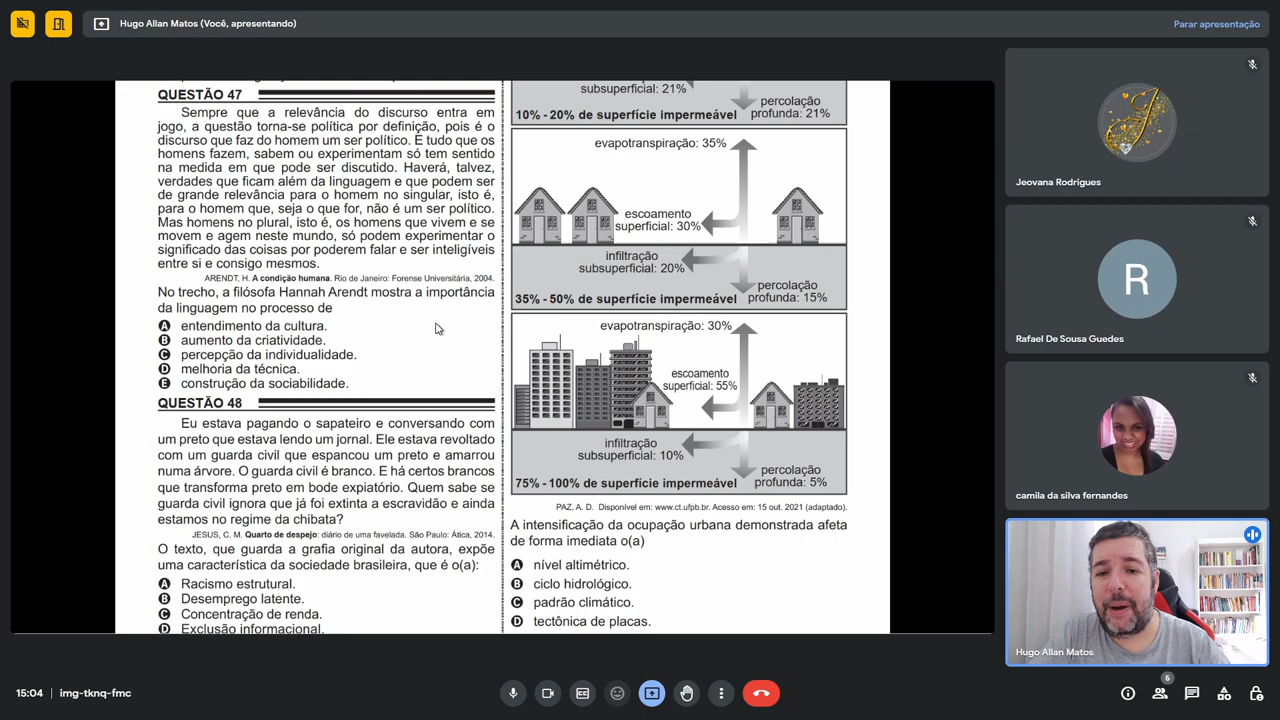 Hugo Allan Matos (Você, apresentando)
Parar apresentação
QUESTÃO 47
Sempre que a relevância do discurso entra em
jogo, a questão torna-se política por definição, pois é o
discurso que faz do homem um ser político. E tudo que os
homens fazem, sabem ou experimentam só tem sentido
na medida em que pode ser discutido. Haverá, talvez,
verdades que ficam além da linguagem e que podem ser
de grande relevância para o homem no singular, isto é,
para o homem que, seja o que for, não é um ser político.
Mas homens no plural, isto é, os homens que vivem e se
movem e agem neste mundo, só podem experimentar o
significado das coisas por poderem falar e ser inteligíveis
entre si e consigo mesmos.
ARENDT, H. A condição humana. Rio de Janeiro: Forense Universitária, 2004.
No trecho, a filósofa Hannah Arendt mostra a importância
da linguagem no processo de
A entendimento da cultura.
B aumento da criatividade.
C percepção da individualidade.
D melhoria da técnica.
E construção da sociabilidade.
QUESTÃO 48
Eu estava pagando o sapateiro e conversando com
um preto que estava lendo um jornal. Ele estava revoltado
com um guarda civil que espancou um preto e amarrou
numa árvore. O guarda civil é branco. E há certos brancos
que transforma preto em bode expiatório. Quem sabe se
guarda civil ignora que já foi extinta a escravidão e ainda
estamos no regime da chibata?
JESUS, C. M. Quarto de despejo: diário de uma favelada. São Paulo: Ática, 2014.
O texto, que guarda a grafia original da autora, expõe
uma característica da sociedade brasileira, que é o(a):
A Racismo estrutural.
B Desemprego latente.
C Concentração de renda.
D Exclusão informacional.
subsuperficial: 21%
percolação
profunda: 21%
10% - 20% de superfície impermeável
evapotranspiração: 35%
escoamento
superficial: 30%
infiltração
subsuperficial: 20%
percolação
profunda: 15%
35% - 50% de superfície impermeável
evapotranspiração: 30%
escoamento
superficial: 55%
infiltração
subsuperficial: 10%
percolação
profunda: 5%
75% - 100% de superfície impermeável
PAZ, A. D. Disponível em: www.ct.ufpb.br. Acesso em: 15 out. 2021 (adaptado).
A intensificação da ocupação urbana demonstrada afeta
de forma imediata o(a)
A nível altimétrico.
B ciclo hidrológico.
C padrão climático.
D tectônica de placas.
Jeovana Rodrigues
R
Rafael De Sousa Guedes
camila da silva fernandes
Hugo Allan Matos
15:04 | img-tknq-fmc
6